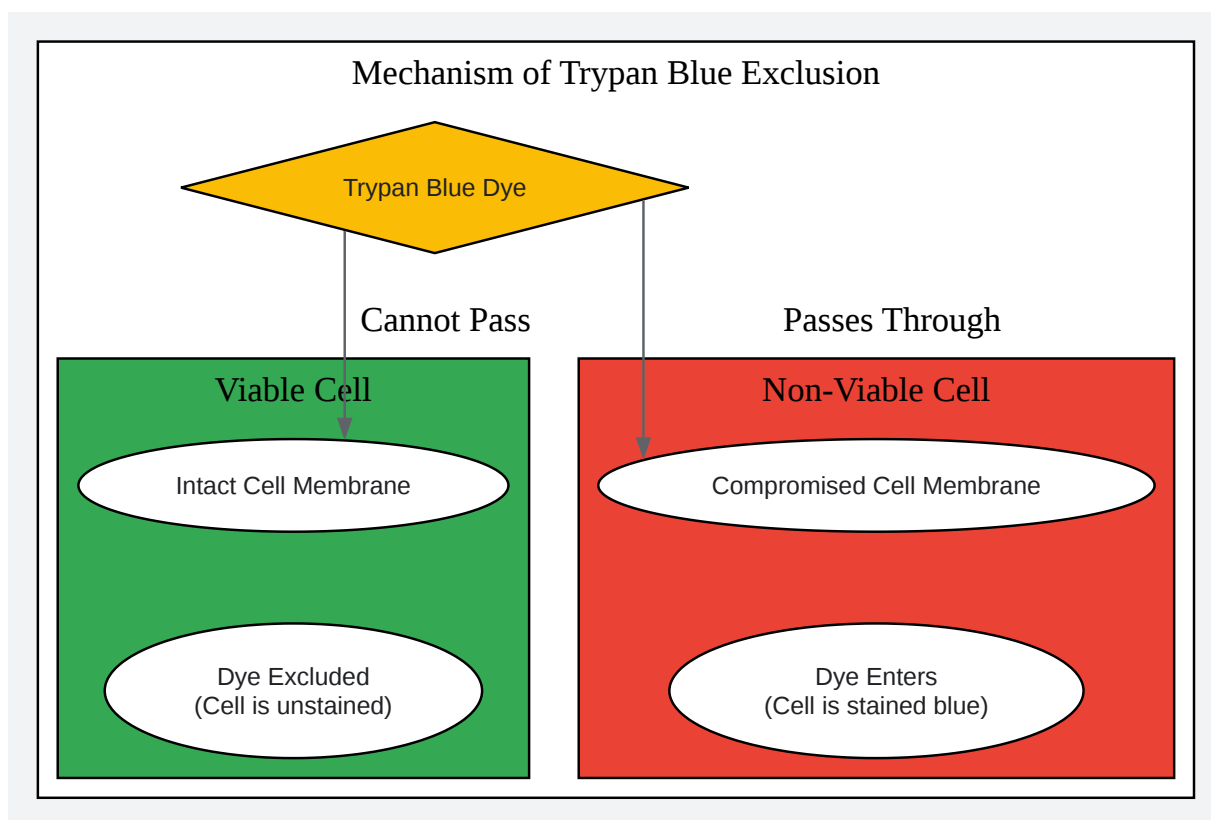 Mechanism of Trypan Blue Exclusion
Trypan Blue Dye
Cannot Pass
Passes Through
Viable Cell
Non-Viable Cell
Intact Cell Membrane
Compromised Cell Membrane
Dye Excluded
(Cell is unstained)
Dye Enters
(Cell is stained blue)